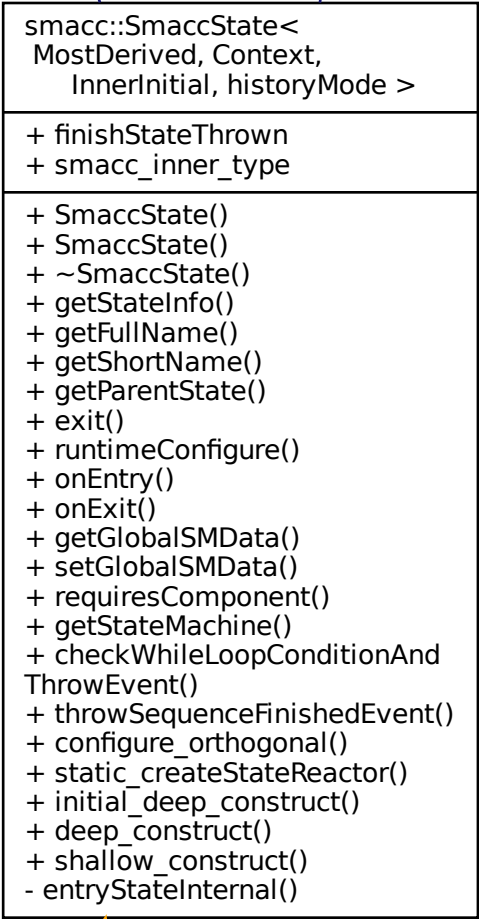 smacc::SmaccState<
MostDerived, Context,
InnerInitial, historyMode >
+ finishStateThrown
+ smacc_inner_type
+ SmaccState()
+ SmaccState()
+ ~SmaccState()
+ getStateInfo()
+ getFullName()
+ getShortName()
+ getParentState()
+ exit()
+ runtimeConfigure()
+ onEntry()
+ onExit()
+ getGlobalSMData()
+ setGlobalSMData()
+ requiresComponent()
+ getStateMachine()
+ checkWhileLoopConditionAnd
ThrowEvent()
+ throwSequenceFinishedEvent()
+ configure_orthogonal()
+ static_createStateReactor()
+ initial_deep_construct()
+ deep_construct()
+ shallow_construct()
- entryStateInternal()